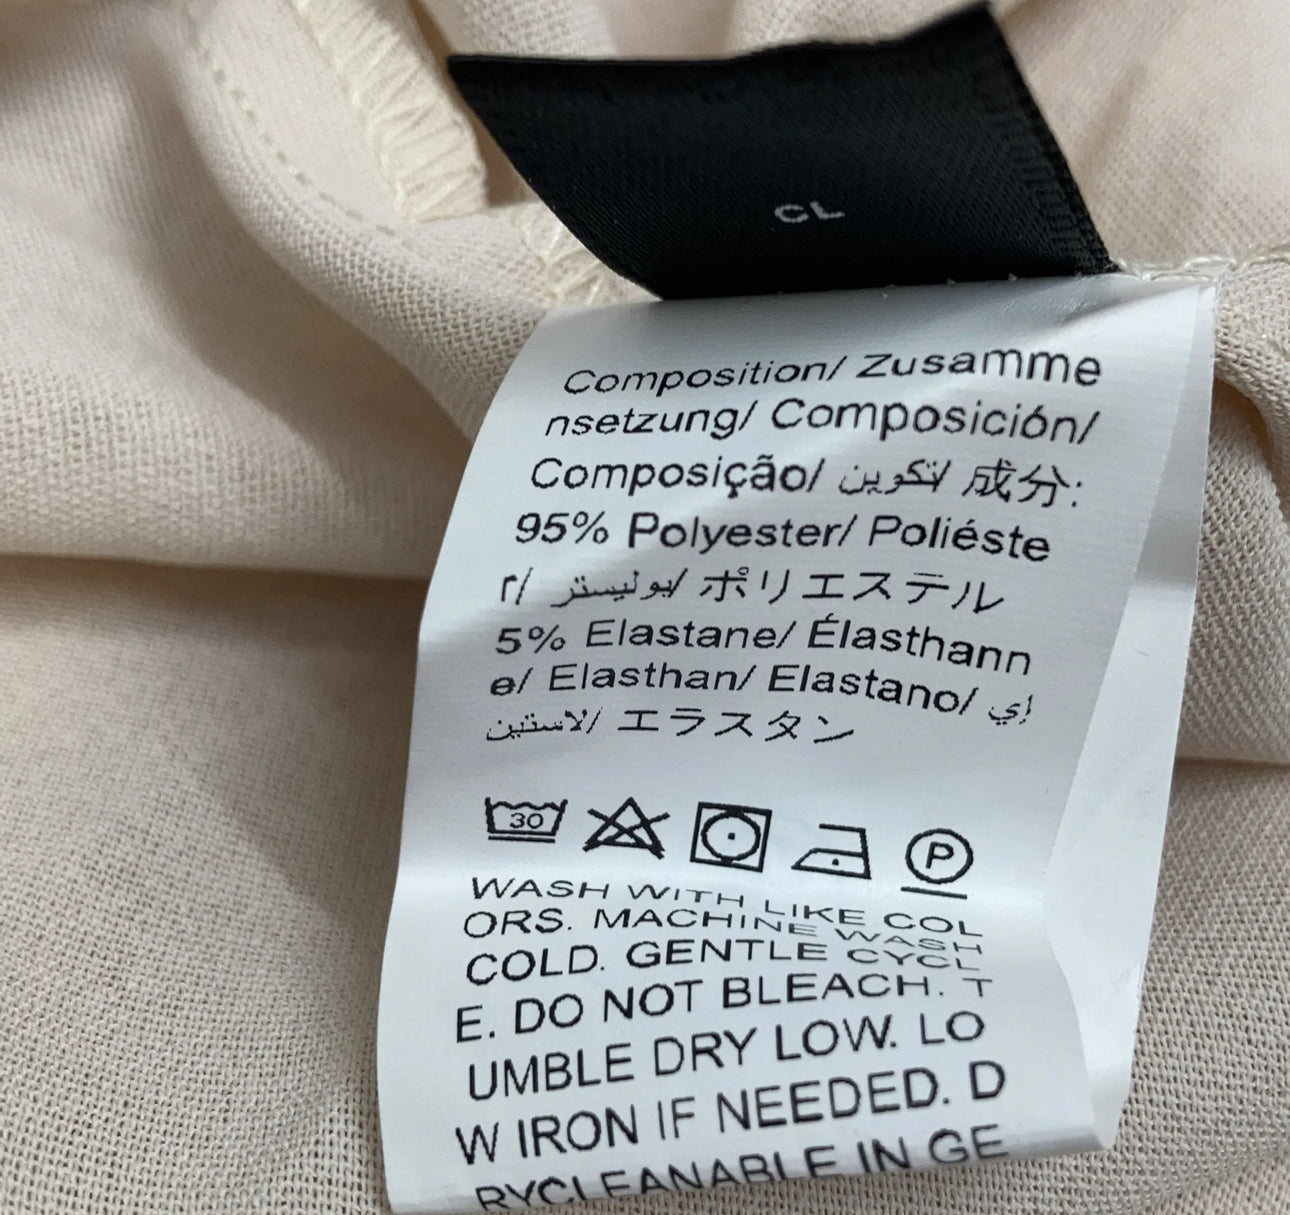 CL
Composition/ Zusamme
nsetzung/ Composición/
Composição/ تكوين/ 成分:
95% Polyester/ Poliéste
r/ بوليستر/ ポリエステル
5% Elastane/ Élasthann
e/ Elasthan/ Elastano/ إي
لاستين/ エラスタン
30
P
WASH WITH LIKE COL
ORS. MACHINE WASH
COLD. GENTLE CYCL
E. DO NOT BLEACH. T
UMBLE DRY LOW. LO
W IRON IF NEEDED. D
RYCLEANABLE IN GE